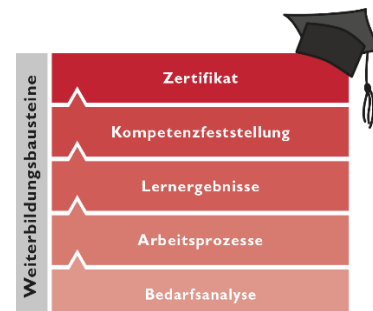 Weiterbildungsbausteine
Zertifikat
Kompetenzfeststellung
Lernergebnisse
Arbeitsprozesse
Bedarfsanalyse